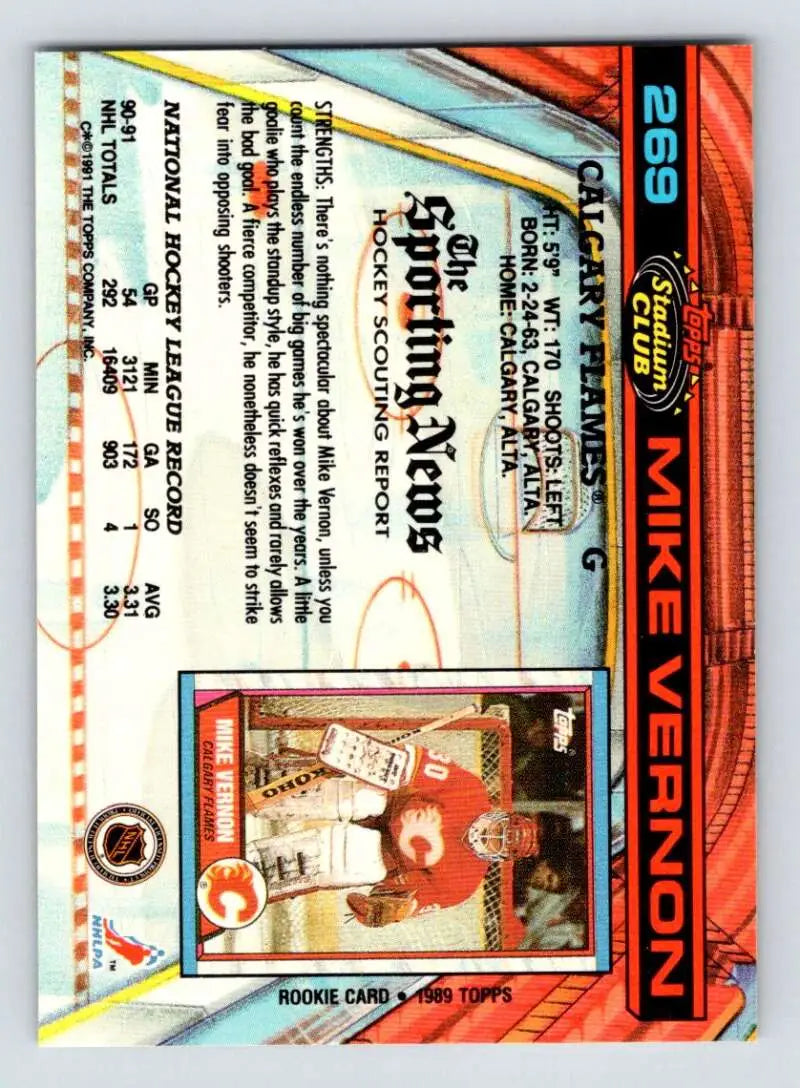 269
Topps
Stadium
CLUB
MIKE VERNON
CALGARY FLAMES® G
HT: 5'9" WT: 170 SHOOTS: LEFT
BORN: 2-24-63, CALGARY, ALTA.
HOME: CALGARY, ALTA.
The
Sporting News
HOCKEY SCOUTING REPORT
STRENGTHS: There's nothing spectacular about Mike Vernon, unless you
count the endless number of big games he's won over the years. A little
goalie who plays the standup style, he has quick reflexes and rarely allows
the bad goal. A fierce competitor, he nonetheless doesn't seem to strike
fear into opposing shooters.
NATIONAL HOCKEY LEAGUE RECORD
GP MIN GA SO AVG
90-91 54 3121 172 1 3.31
NHL TOTALS 292 16409 903 4 3.30
C*©1991 THE TOPPS COMPANY, INC.
Topps®
30
KOHO
C
MIKE VERNON
CALGARY FLAMES
C
®
ROOKIE CARD • 1989 TOPPS
NHL
NHLPA
™